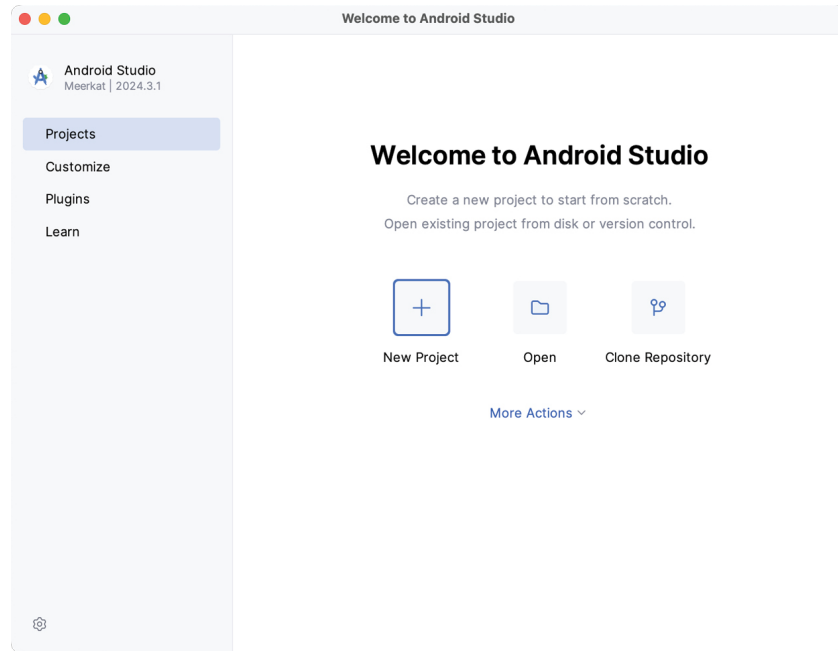 Welcome to Android Studio
Android Studio
Meerkat | 2024.3.1
Projects
Customize
Plugins
Learn
Welcome to Android Studio
Create a new project to start from scratch.
Open existing project from disk or version control.
New Project
Open
Clone Repository
More Actions